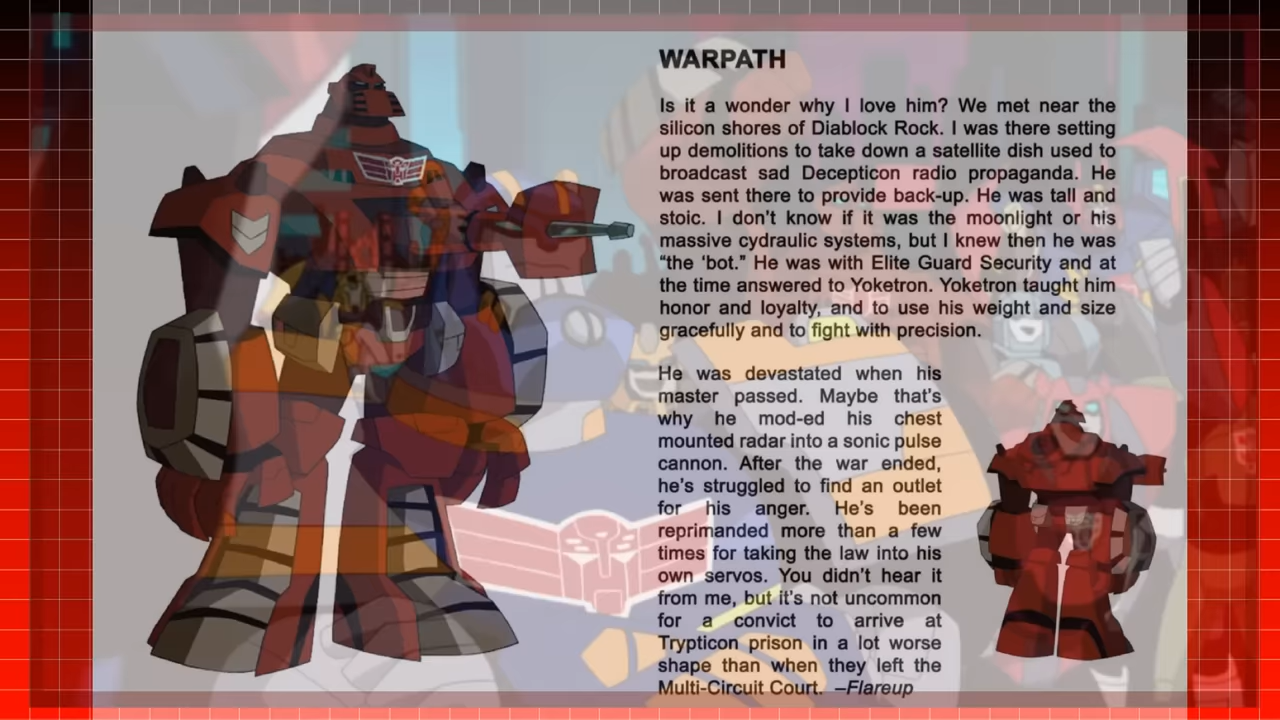 WARPATH
Is it a wonder why I love him? We met near the
silicon shores of Diablock Rock. I was there setting
up demolitions to take down a satellite dish used to
broadcast sad Decepticon radio propaganda. He
was sent there to provide back-up. He was tall and
stoic. I don't know if it was the moonlight or his
massive cydraulic systems, but I knew then he was
“the ‘bot.” He was with Elite Guard Security and at
the time answered to Yoketron. Yoketron taught him
honor and loyalty, and to use his weight and size
gracefully and to fight with precision.
He was devastated when his
master passed. Maybe that's
why he mod-ed his chest
mounted radar into a sonic pulse
cannon. After the war ended,
he's struggled to find an outlet
for his anger. He's been
reprimanded more than a few
times for taking the law into his
own servos. You didn't hear it
from me, but it's not uncommon
for a convict to arrive at
Trypticon prison in a lot worse
shape than when they left the
Multi-Circuit Court. –Flareup